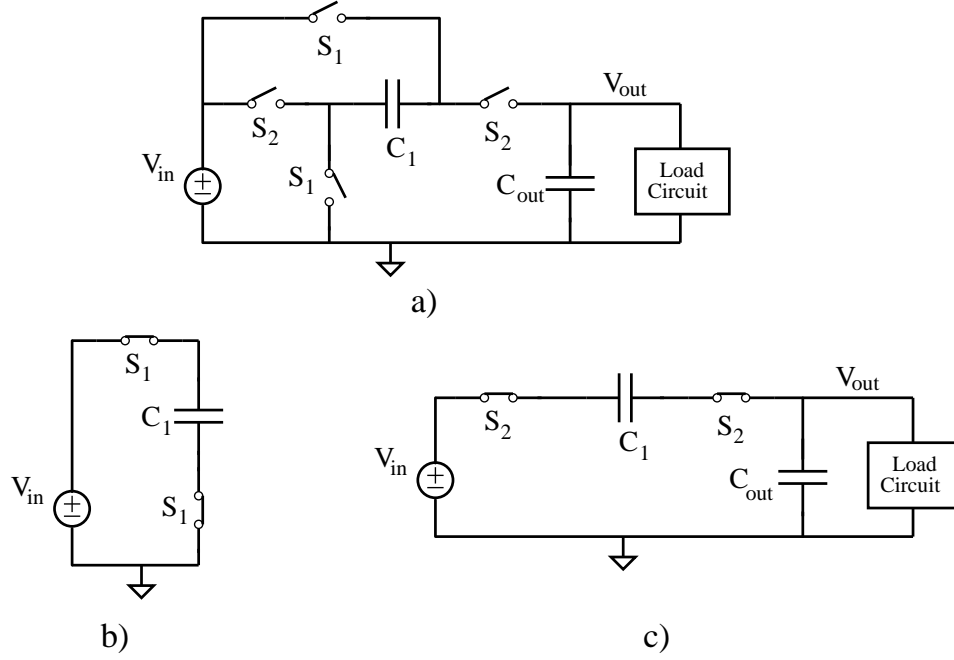 S1
Vout
S2
C1
S2
Vin
S1
Cout
Load
Circuit
a)
S1
C1
Vin
S1
b)
Vout
S2
C1
S2
Vin
Cout
Load
Circuit
c)